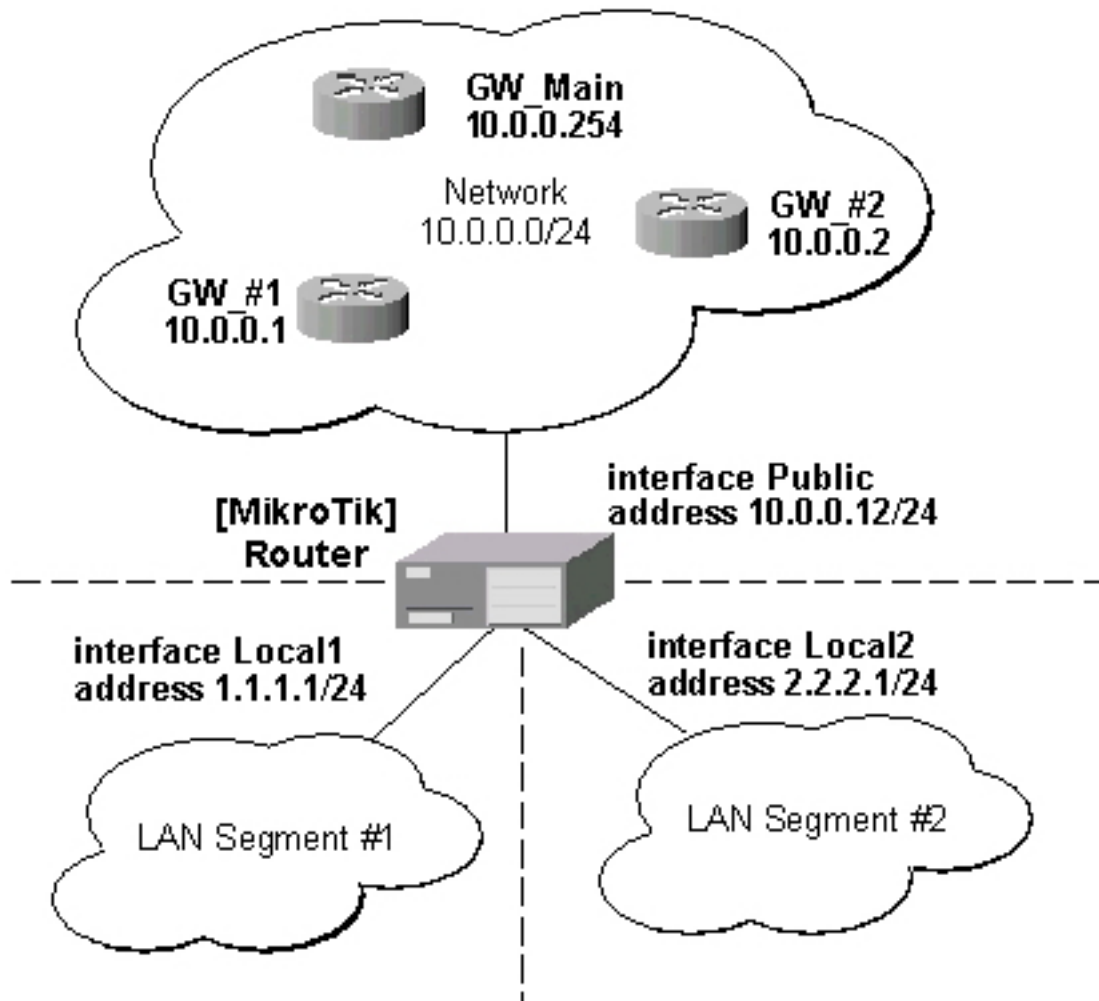 GW_Main
10.0.0.254
Network
10.0.0.0/24
GW_#2
10.0.0.2
GW_#1
10.0.0.1
interface Public
address 10.0.0.12/24
[MikroTik]
Router
interface Local1
address 1.1.1.1/24
interface Local2
address 2.2.2.1/24
LAN Segment #1
LAN Segment #2